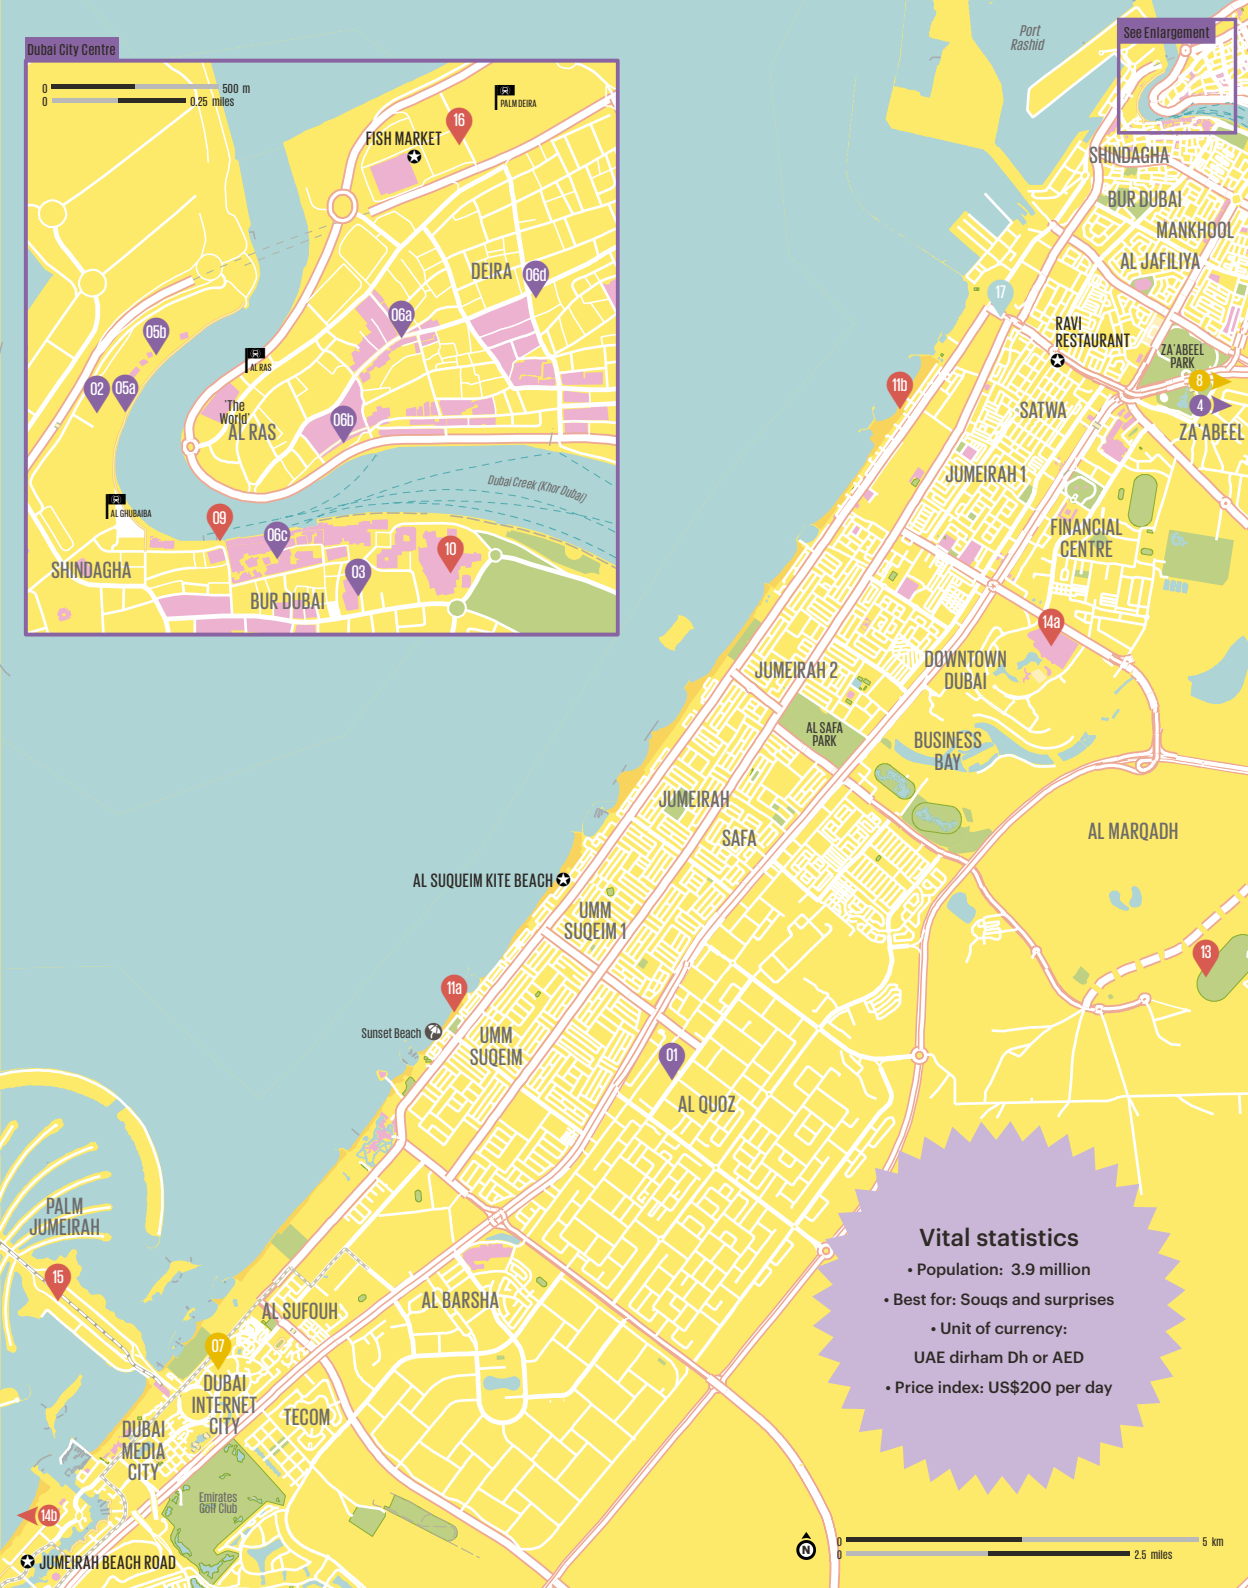 Dubai City Centre
0 500 m
0 0.25 miles
PALM DEIRA
16
FISH MARKET
DEIRA
06d
06a
05b
AL RAS
02
05a
'The
World'
AL RAS
06b
Dubai Creek (Khor Dubai)
AL GHUBAIBA
09
06c
10
SHINDAGHA
03
BUR DUBAI
Port
Rashid
See Enlargement
SHINDAGHA
BUR DUBAI
MANKHOOL
AL JAFILIYA
17
RAVI
RESTAURANT
ZA'ABEEL
PARK
8
4
11b
SATWA
ZA'ABEEL
JUMEIRAH 1
FINANCIAL
CENTRE
14a
DOWNTOWN
DUBAI
JUMEIRAH 2
AL SAFA
PARK
BUSINESS
BAY
JUMEIRAH
SAFA
AL MARQADH
AL SUQUEIM KITE BEACH
UMM
SUQEIM 1
13
11a
Sunset Beach
UMM
SUQEIM
01
AL QUOZ
PALM
JUMEIRAH
15
AL SUFOUH
AL BARSHA
07
DUBAI
INTERNET
CITY
TECOM
DUBAI
MEDIA
CITY
Emirates
Golf Club
14b
JUMEIRAH BEACH ROAD
Vital statistics
• Population: 3.9 million
• Best for: Souqs and surprises
• Unit of currency:
UAE dirham Dh or AED
• Price index: US$200 per day
N
0 5 km
0 2.5 miles